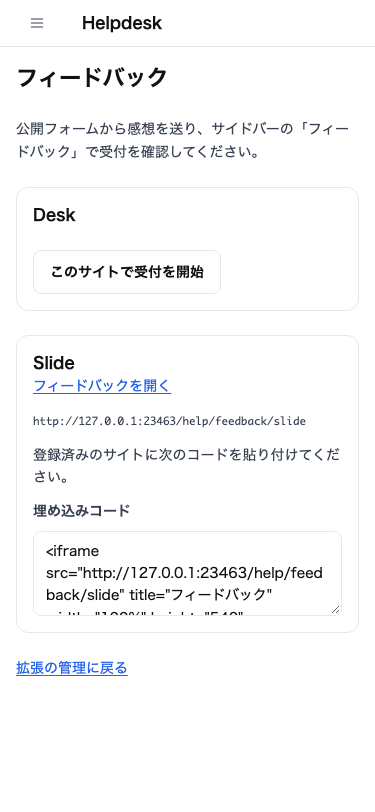 Helpdesk
フィードバック
公開フォームから感想を送り、サイドバーの「フィー
ドバック」で受付を確認してください。
Desk
このサイトで受付を開始
Slide
フィードバックを開く
http://127.0.0.1:23463/help/feedback/slide
登録済みのサイトに次のコードを貼り付けてくだ
さい。
埋め込みコード
<iframe
src="http://127.0.0.1:23463/help/feed
back/slide" title="フィードバック"
拡張の管理に戻る